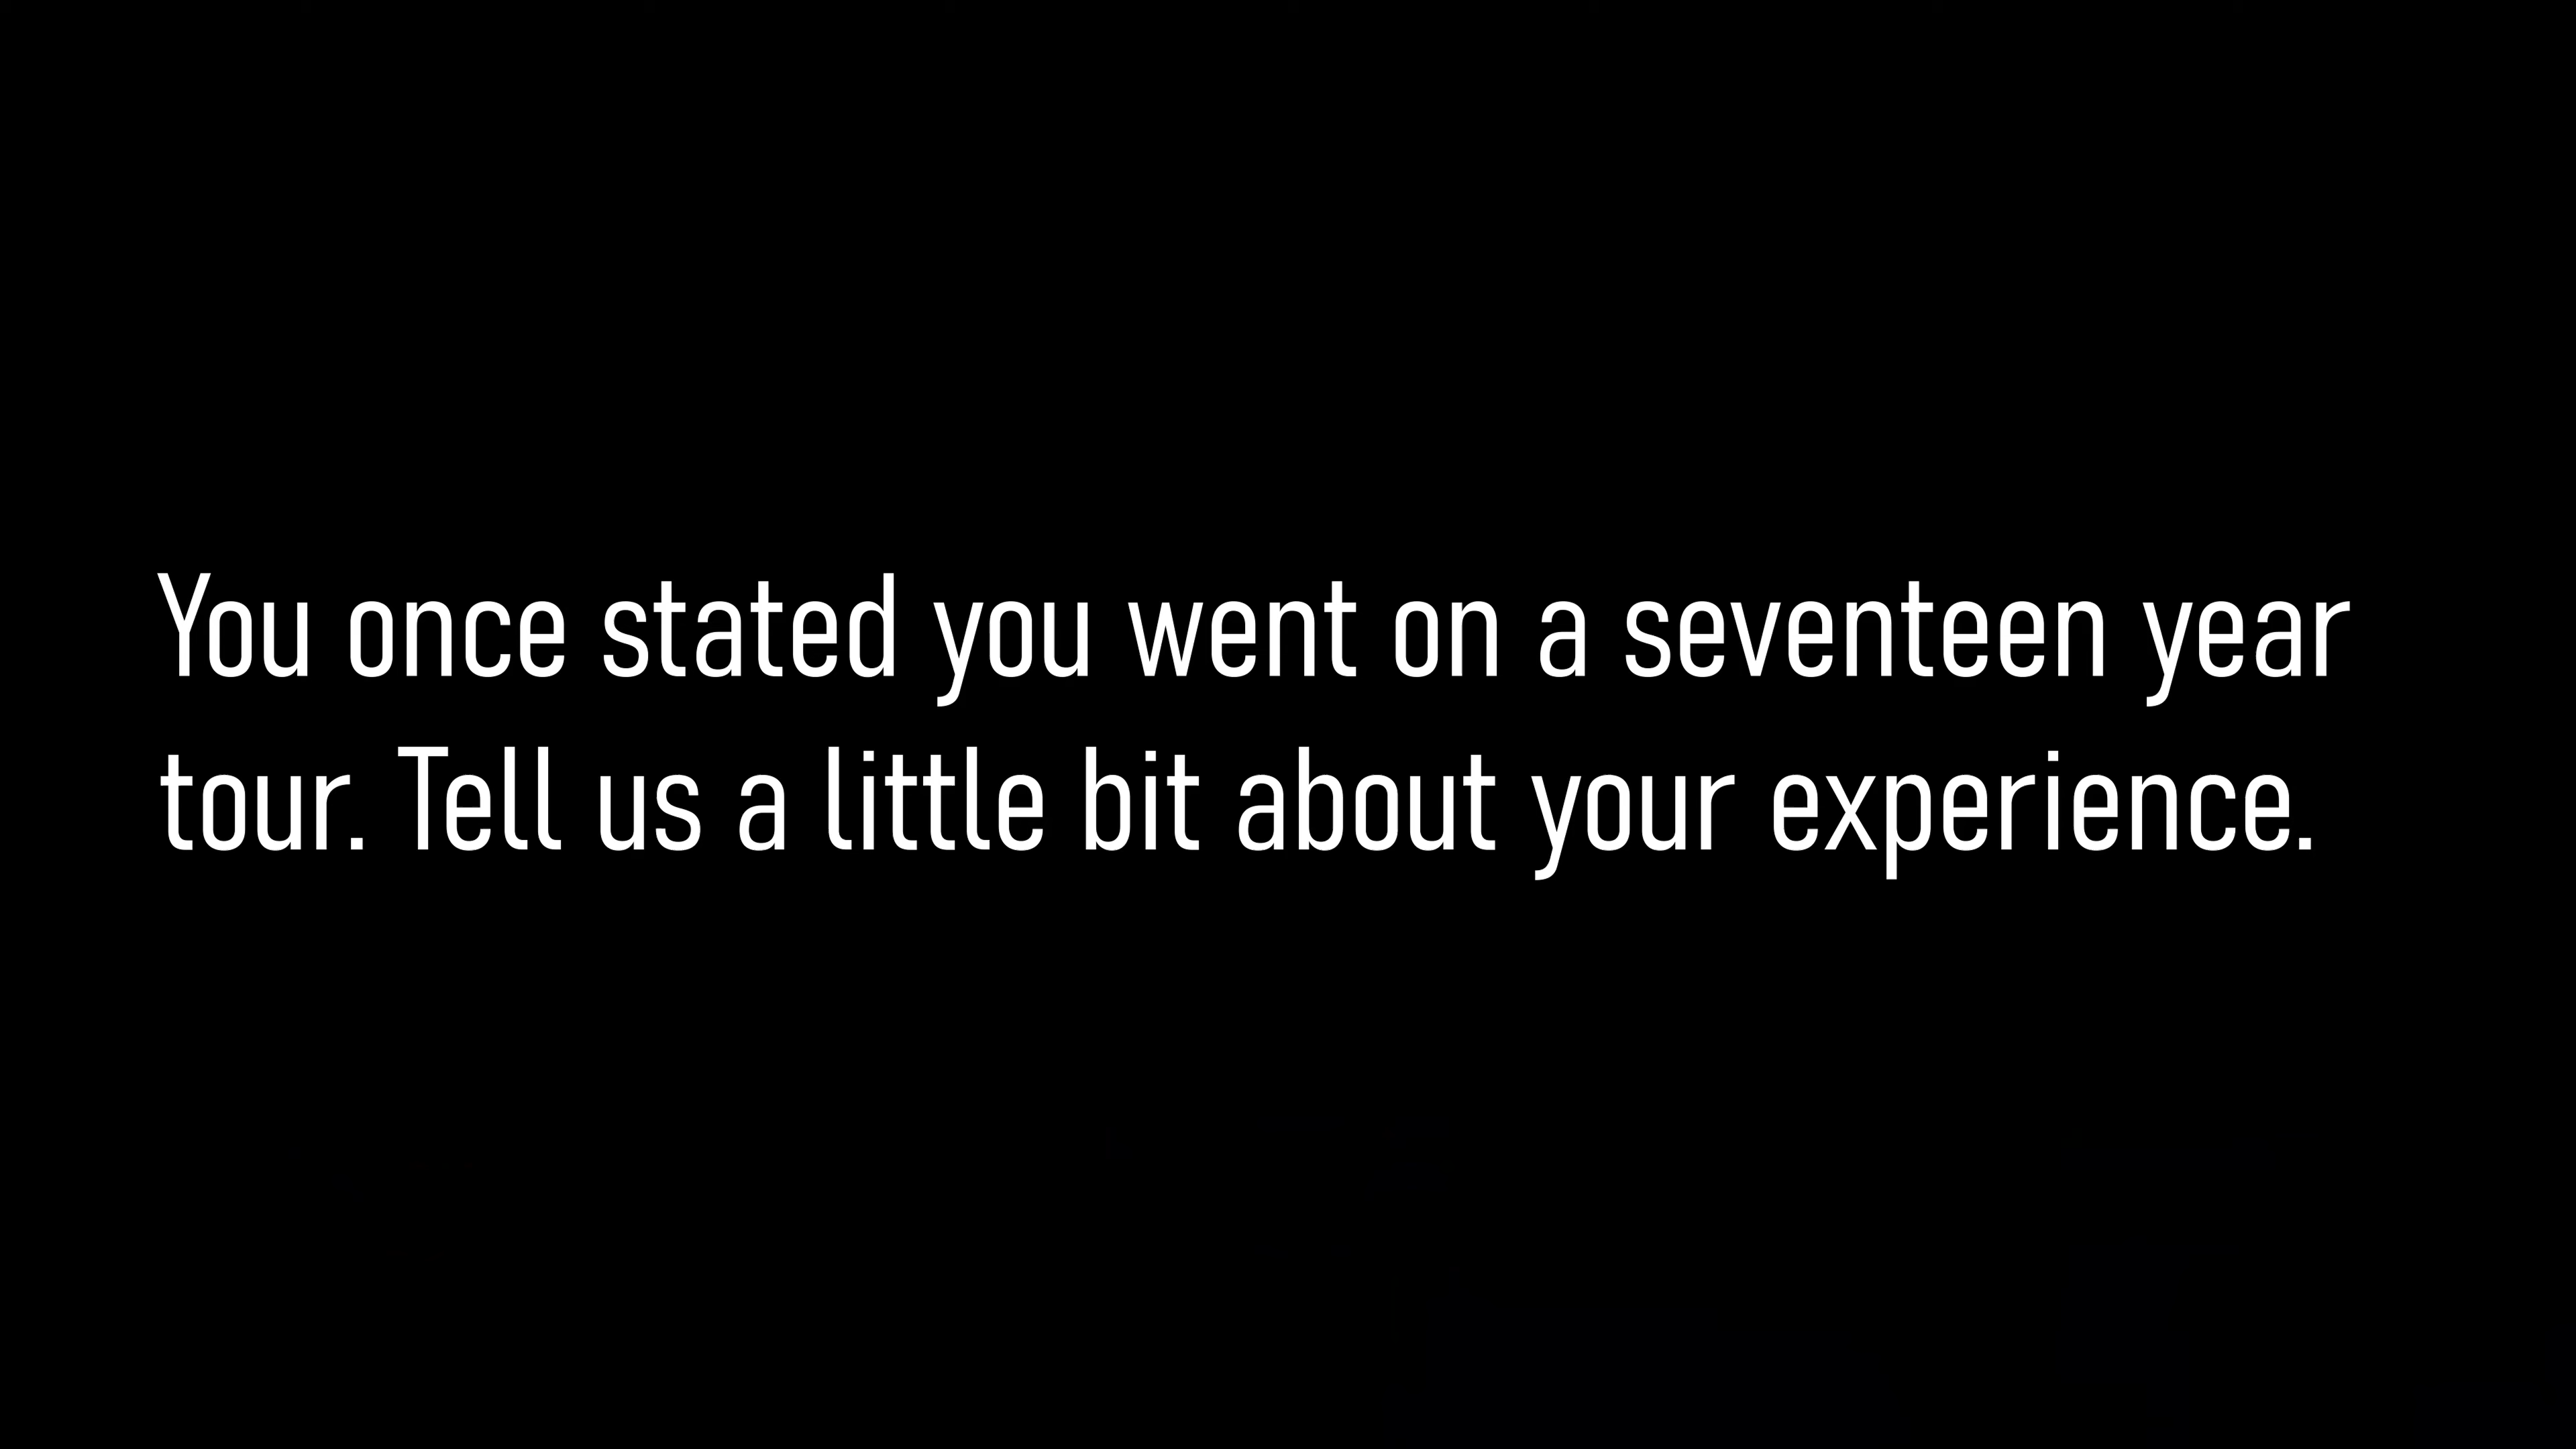 You once stated you went on a seventeen year
tour. Tell us a little bit about your experience.